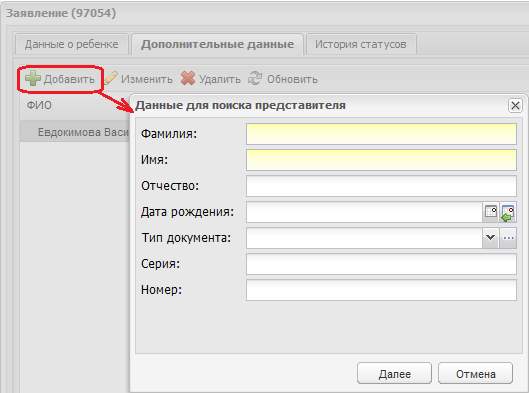 Заявление (97054)
Данные о ребенке Дополнительные данные История статусов
Добавить Изменить Удалить Обновить
ФИО
Данные для поиска представителя
Евдокимова Васи
Фамилия:
Имя:
Отчество:
Дата рождения:
Тип документа:
Серия:
Номер:
Далее Отмена